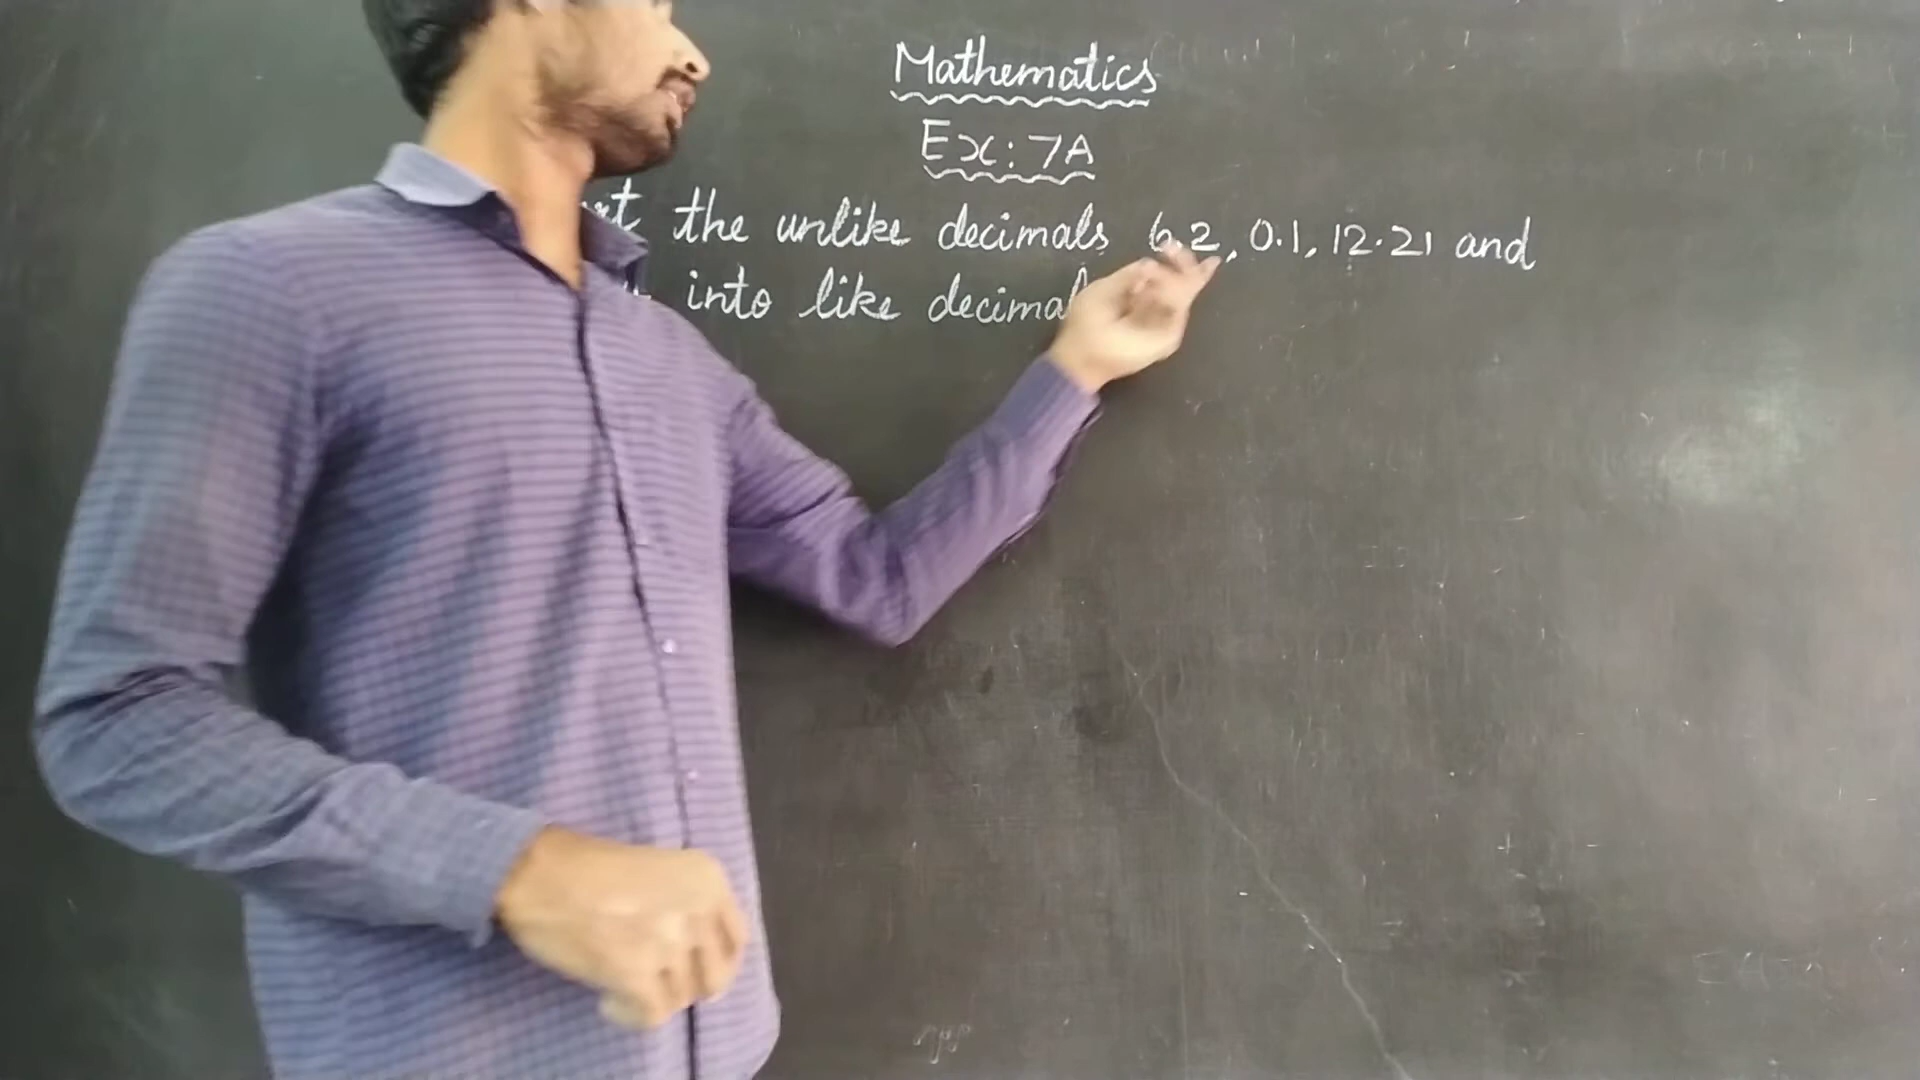 Mathematics
Ex: 7A
the unlike decimals 6.2, 0.1, 12.21 and
into like decimal